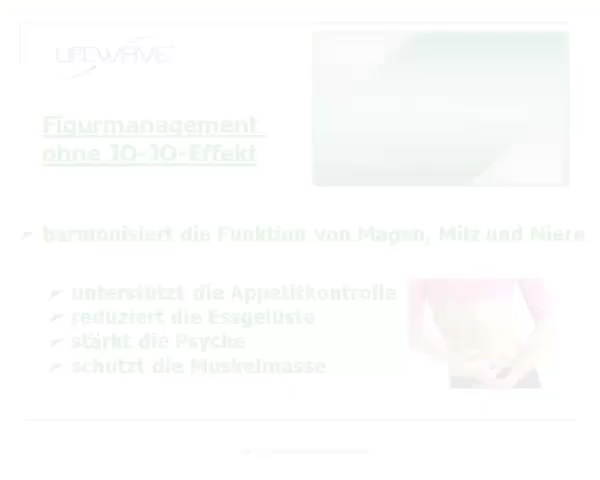 LIFEWAVE
Figurmanagement
ohne JO-JO-Effekt
harmonisiert die Funktion von Magen, Milz und Niere
unterstützt die Appetitkontrolle
reduziert die Essgelüste
stärkt die Psyche
schützt die Muskelmasse